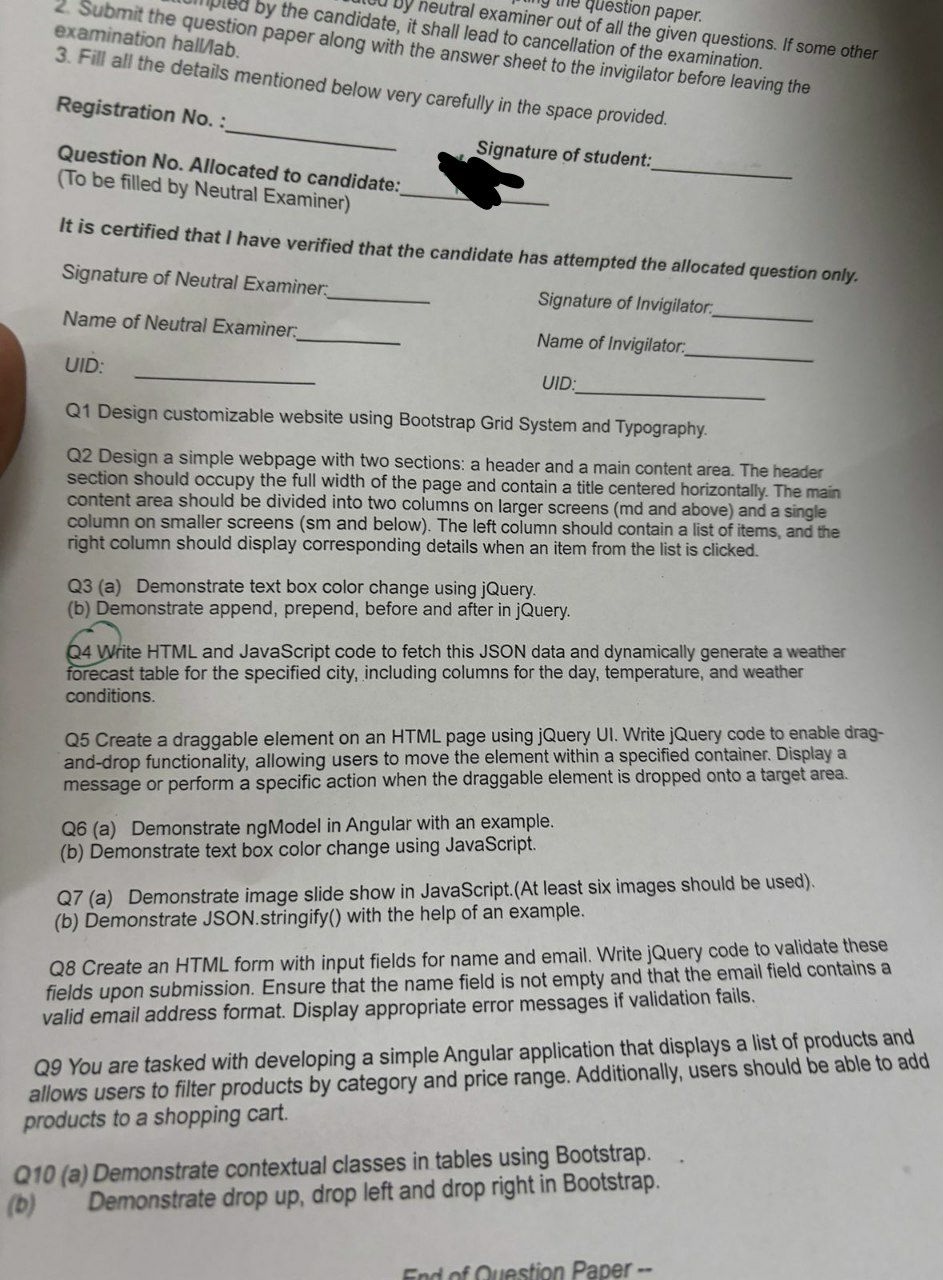 by neutral examiner out of all the given questions. If some other
by the candidate, it shall lead to cancellation of the examination.
2. Submit the question paper along with the answer sheet to the invigilator before leaving the
examination hall/lab.
3. Fill all the details mentioned below very carefully in the space provided.
Registration No. :
Signature of student:
Question No. Allocated to candidate:
(To be filled by Neutral Examiner)
It is certified that I have verified that the candidate has attempted the allocated question only.
Signature of Neutral Examiner:
Signature of Invigilator:
Name of Neutral Examiner:
Name of Invigilator:
UID:
UID:
Q1 Design customizable website using Bootstrap Grid System and Typography.
Q2 Design a simple webpage with two sections: a header and a main content area. The header
section should occupy the full width of the page and contain a title centered horizontally. The main
content area should be divided into two columns on larger screens (md and above) and a single
column on smaller screens (sm and below). The left column should contain a list of items, and the
right column should display corresponding details when an item from the list is clicked.
Q3 (a) Demonstrate text box color change using jQuery.
(b) Demonstrate append, prepend, before and after in jQuery.
Q4 Write HTML and JavaScript code to fetch this JSON data and dynamically generate a weather
forecast table for the specified city, including columns for the day, temperature, and weather
conditions.
Q5 Create a draggable element on an HTML page using jQuery UI. Write jQuery code to enable drag-
and-drop functionality, allowing users to move the element within a specified container. Display a
message or perform a specific action when the draggable element is dropped onto a target area.
Q6 (a) Demonstrate ngModel in Angular with an example.
(b) Demonstrate text box color change using JavaScript.
Q7 (a) Demonstrate image slide show in JavaScript.(At least six images should be used).
(b) Demonstrate JSON.stringify() with the help of an example.
Q8 Create an HTML form with input fields for name and email. Write jQuery code to validate these
fields upon submission. Ensure that the name field is not empty and that the email field contains a
valid email address format. Display appropriate error messages if validation fails.
Q9 You are tasked with developing a simple Angular application that displays a list of products and
allows users to filter products by category and price range. Additionally, users should be able to add
products to a shopping cart.
Q10 (a) Demonstrate contextual classes in tables using Bootstrap.
(b) Demonstrate drop up, drop left and drop right in Bootstrap.
End of Question Paper --